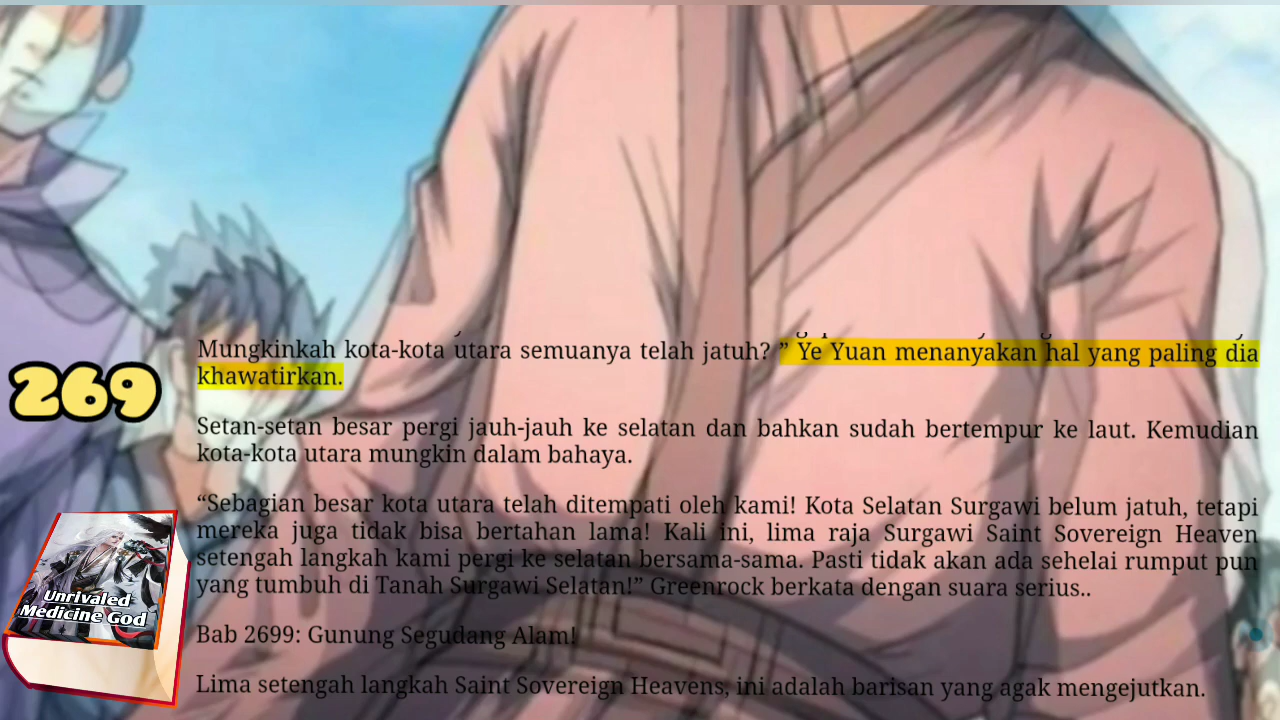 Mungkinkah kota-kota utara semuanya telah jatuh? ” Ye Yuan menanyakan hal yang paling dia
khawatirkan.
269
Setan-setan besar pergi jauh-jauh ke selatan dan bahkan sudah bertempur ke laut. Kemudian
kota-kota utara mungkin dalam bahaya.
“Sebagian besar kota utara telah ditempati oleh kami! Kota Selatan Surgawi belum jatuh, tetapi
mereka juga tidak bisa bertahan lama! Kali ini, lima raja Surgawi Saint Sovereign Heaven
setengah langkah kami pergi ke selatan bersama-sama. Pasti tidak akan ada sehelai rumput pun
yang tumbuh di Tanah Surgawi Selatan!” Greenrock berkata dengan suara serius..
Unrivaled
Medicine God
Bab 2699: Gunung Segudang Alam!
Lima setengah langkah Saint Sovereign Heavens, ini adalah barisan yang agak mengejutkan.